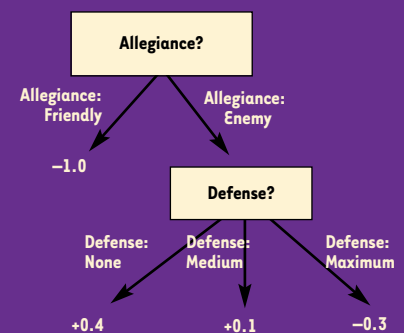 Allegiance?
Allegiance:
Friendly
Allegiance:
Enemy
−1.0
Defense?
Defense:
None
Defense:
Medium
Defense:
Maximum
+0.4
+0.1
−0.3